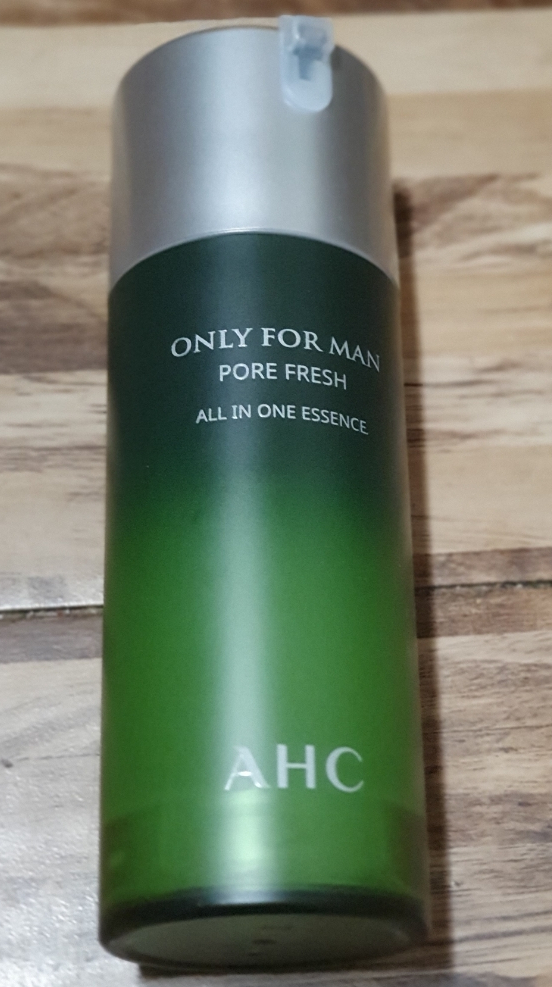 ONLY FOR MAN
PORE FRESH
ALL IN ONE ESSENCE
AHC